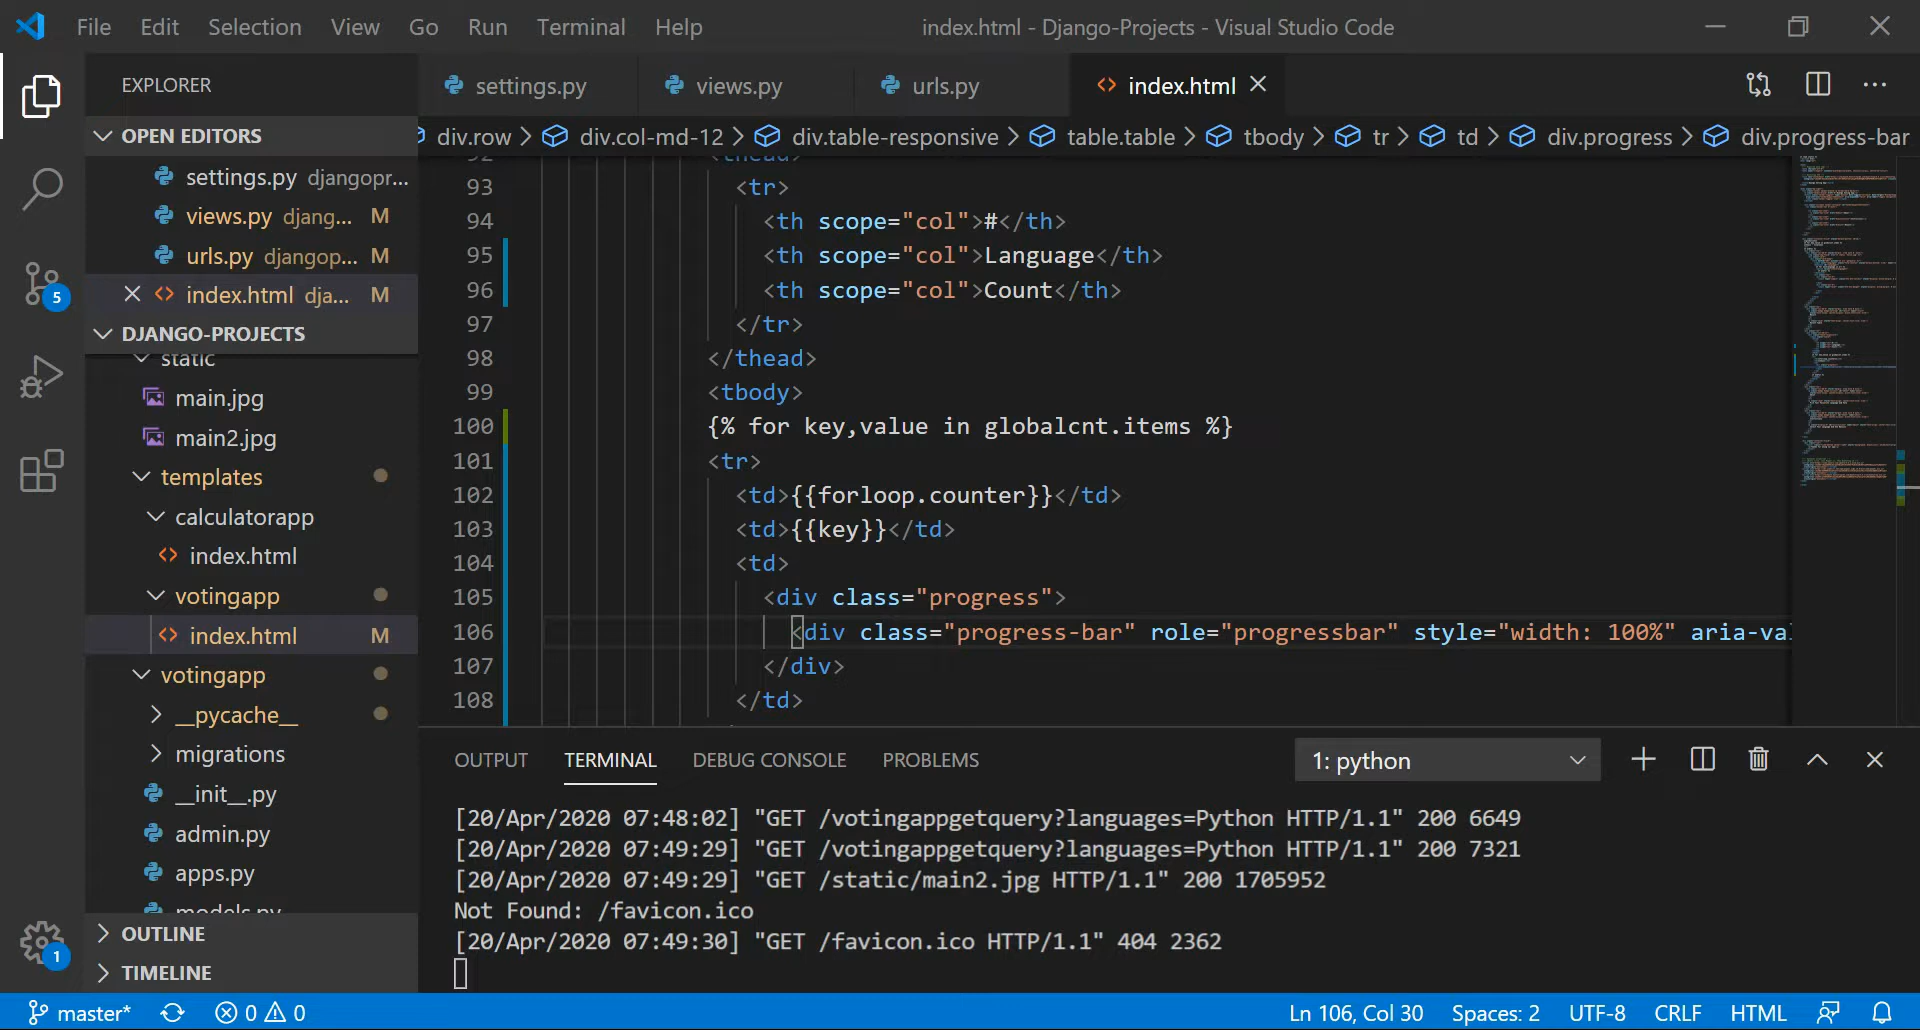 File Edit Selection View Go Run Terminal Help
index.html - Django-Projects - Visual Studio Code
EXPLORER
OPEN EDITORS
settings.py djangopr...
views.py djang... M
urls.py djangop... M
index.html dja... M
DJANGO-PROJECTS
static
main.jpg
main2.jpg
templates
calculatorapp
index.html
votingapp
index.html M
votingapp
__pycache__
migrations
__init__.py
admin.py
apps.py
models.py
OUTLINE
TIMELINE
5
1
settings.py views.py urls.py index.html
div.row > div.col-md-12 > div.table-responsive > table.table > tbody > tr > td > div.progress > div.progress-bar
92 <thead>
93 <tr>
94 <th scope="col">#</th>
95 <th scope="col">Language</th>
96 <th scope="col">Count</th>
97 </tr>
98 </thead>
99 <tbody>
100 {% for key,value in globalcnt.items %}
101 <tr>
102 <td>{{forloop.counter}}</td>
103 <td>{{key}}</td>
104 <td>
105 <div class="progress">
106 <div class="progress-bar" role="progressbar" style="width: 100%" aria-val
107 </div>
108 </td>
OUTPUT TERMINAL DEBUG CONSOLE PROBLEMS
1: python
[20/Apr/2020 07:48:02] "GET /votingappgetquery?languages=Python HTTP/1.1" 200 6649
[20/Apr/2020 07:49:29] "GET /votingappgetquery?languages=Python HTTP/1.1" 200 7321
[20/Apr/2020 07:49:29] "GET /static/main2.jpg HTTP/1.1" 200 1705952
Not Found: /favicon.ico
[20/Apr/2020 07:49:30] "GET /favicon.ico HTTP/1.1" 404 2362
master* 0 0
Ln 106, Col 30 Spaces: 2 UTF-8 CRLF HTML